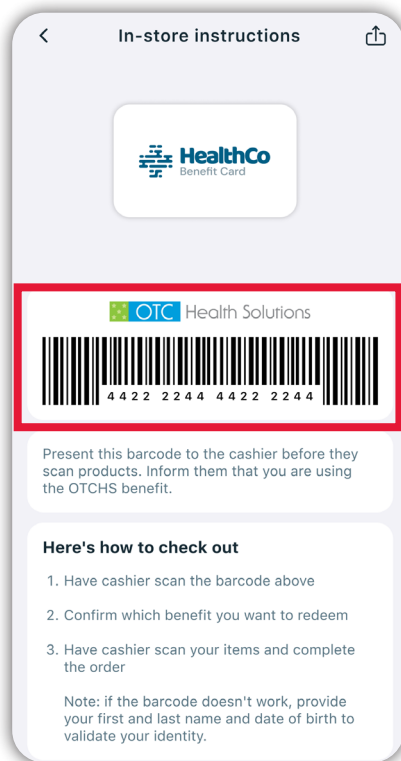 In-store instructions
HealthCo
Benefit Card
OTC Health Solutions
4422 2244 4422 2244
Present this barcode to the cashier before they
scan products. Inform them that you are using
the OTCHS benefit.
Here's how to check out
1. Have cashier scan the barcode above
2. Confirm which benefit you want to redeem
3. Have cashier scan your items and complete
the order
Note: if the barcode doesn't work, provide
your first and last name and date of birth to
validate your identity.